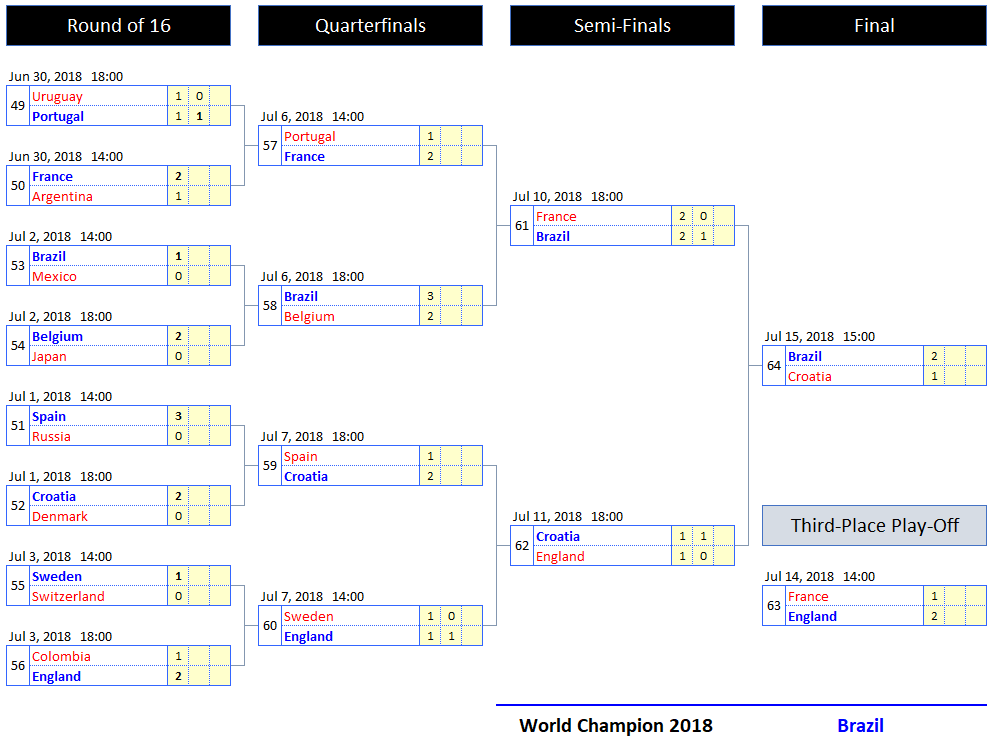 Round of 16 Quarterfinals Semi-Finals Final
Jun 30, 2018 18:00
49
Uruguay 1 0
Portugal 1 1
Jun 30, 2018 14:00
50
France 2
Argentina 1
Jul 2, 2018 14:00
53
Brazil 1
Mexico 0
Jul 2, 2018 18:00
54
Belgium 2
Japan 0
Jul 1, 2018 14:00
51
Spain 3
Russia 0
Jul 1, 2018 18:00
52
Croatia 2
Denmark 0
Jul 3, 2018 14:00
55
Sweden 1
Switzerland 0
Jul 3, 2018 18:00
56
Colombia 1
England 2
Jul 6, 2018 14:00
57
Portugal 1
France 2
Jul 6, 2018 18:00
58
Brazil 3
Belgium 2
Jul 7, 2018 18:00
59
Spain 1
Croatia 2
Jul 7, 2018 14:00
60
Sweden 1 0
England 1 1
Jul 10, 2018 18:00
61
France 2 0
Brazil 2 1
Jul 11, 2018 18:00
62
Croatia 1 1
England 1 0
Jul 15, 2018 15:00
64
Brazil 2
Croatia 1
Third-Place Play-Off
Jul 14, 2018 14:00
63
France 1
England 2
World Champion 2018 Brazil